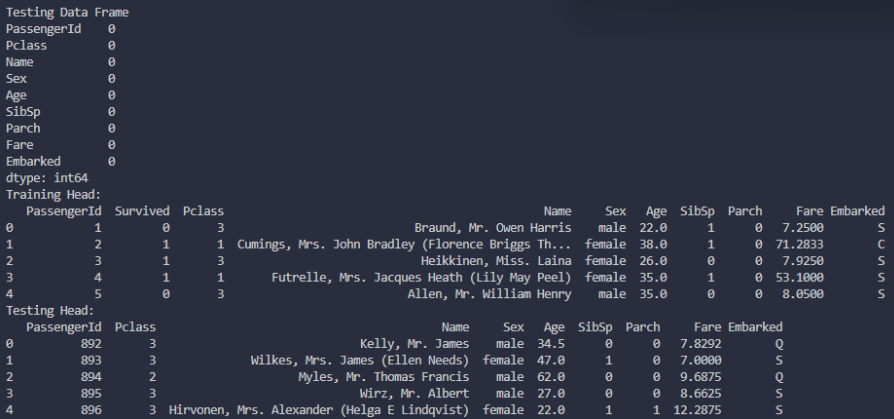 Testing Data Frame
PassengerId    0
Pclass         0
Name           0
Sex            0
Age            0
SibSp          0
Parch          0
Fare           0
Embarked       0
dtype: int64
Training Head:
   PassengerId  Survived  Pclass                                               Name     Sex   Age  SibSp  Parch     Fare Embarked
0            1         0       3                            Braund, Mr. Owen Harris    male  22.0      1      0   7.2500        S
1            2         1       1  Cumings, Mrs. John Bradley (Florence Briggs Th...  female  38.0      1      0  71.2833        C
2            3         1       3                             Heikkinen, Miss. Laina  female  26.0      0      0   7.9250        S
3            4         1       1       Futrelle, Mrs. Jacques Heath (Lily May Peel)  female  35.0      1      0  53.1000        S
4            5         0       3                           Allen, Mr. William Henry    male  35.0      0      0   8.0500        S
Testing Head:
   PassengerId  Pclass                                          Name     Sex   Age  SibSp  Parch     Fare Embarked
0          892       3                              Kelly, Mr. James    male  34.5      0      0   7.8292        Q
1          893       3              Wilkes, Mrs. James (Ellen Needs)  female  47.0      1      0   7.0000        S
2          894       2                     Myles, Mr. Thomas Francis    male  62.0      0      0   9.6875        Q
3          895       3                              Wirz, Mr. Albert    male  27.0      0      0   8.6625        S
4          896       3  Hirvonen, Mrs. Alexander (Helga E Lindqvist)  female  22.0      1      1  12.2875        S